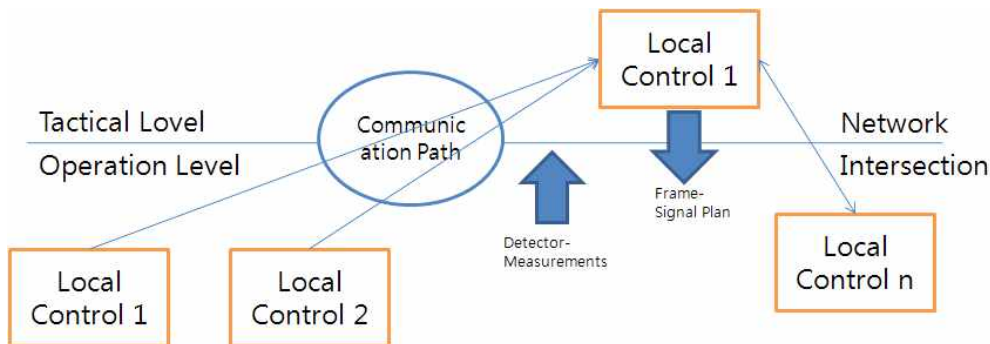 Local
Control 1
Tactical Lovel
Communic
ation Path
Network
Operation Level
Intersection
Frame-
Signal Plan
Detector-
Measurements
Local
Control n
Local
Control 1
Local
Control 2